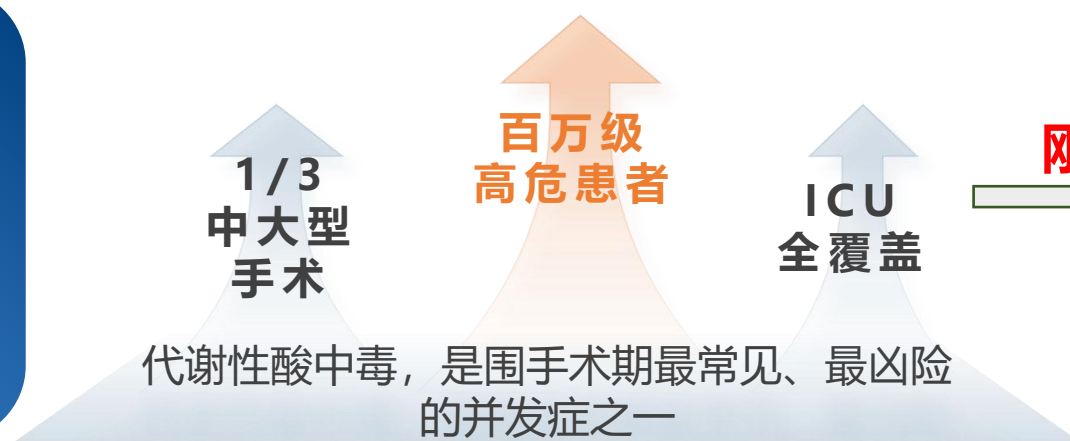 1/3
中大型
手术
百万级
高危患者
ICU
全覆盖
代谢性酸中毒，是围手术期最常见、最凶险
的并发症之一